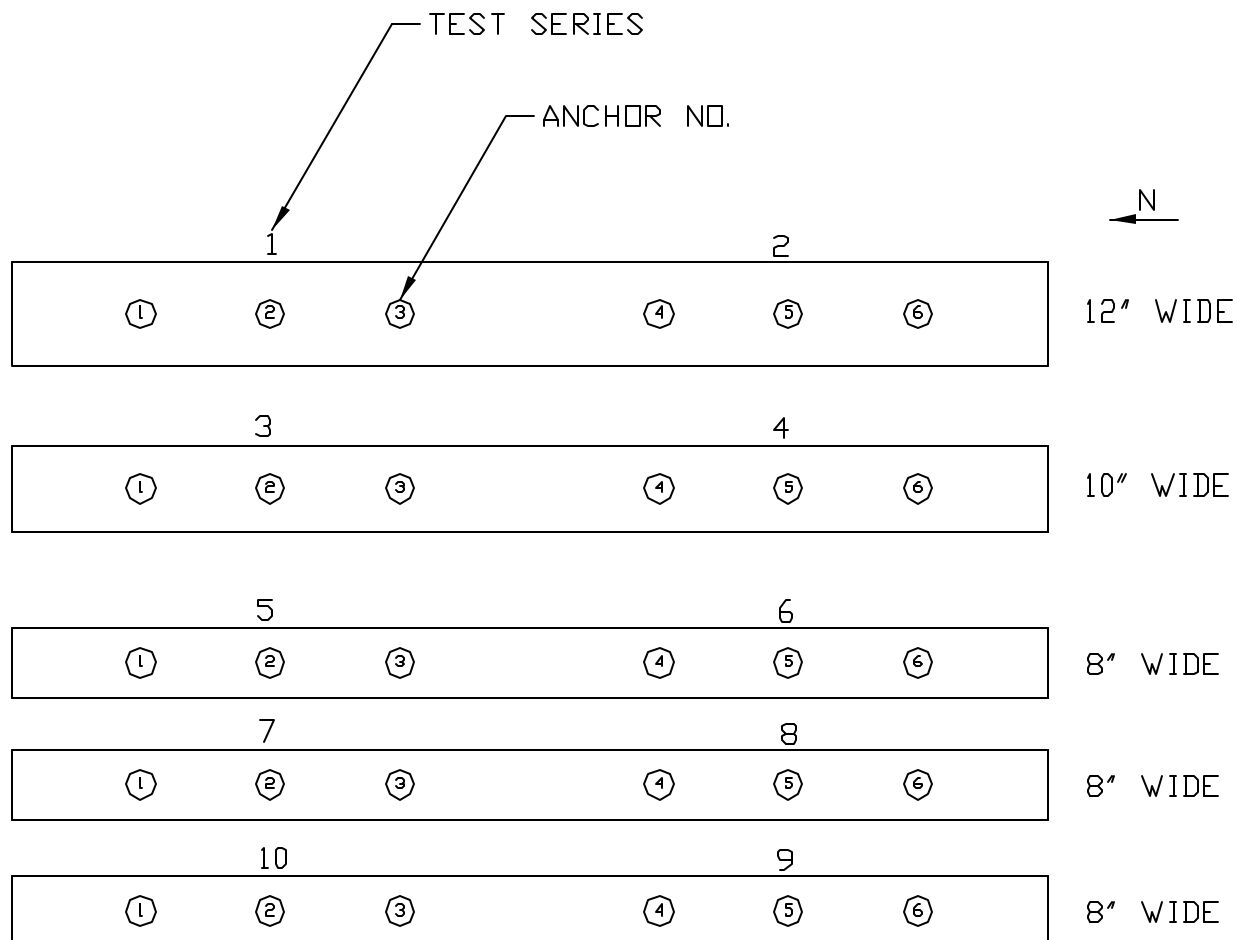 TEST SERIES
ANCHOR NO.
N
1 2
1 2 3 4 5 6 12" WIDE
3 4
1 2 3 4 5 6 10" WIDE
5 6
1 2 3 4 5 6 8" WIDE
7 8
1 2 3 4 5 6 8" WIDE
10 9
1 2 3 4 5 6 8" WIDE